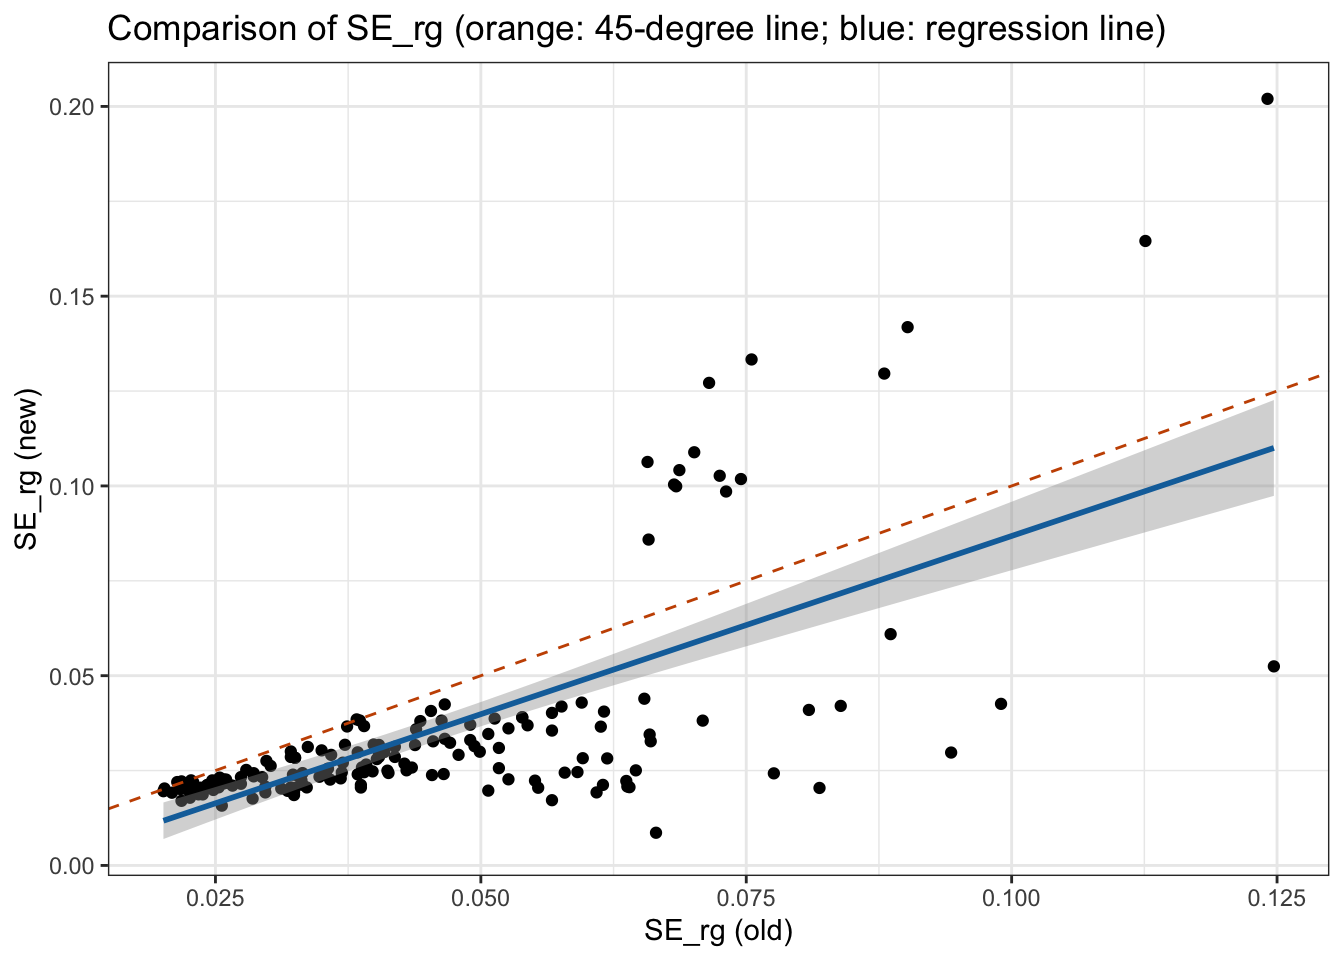 Comparison of SE_rg (orange: 45-degree line; blue: regression line)
0.20
0.15
0.10
0.05
0.00
SE_rg (new)
0.025 0.050 0.075 0.100 0.125
SE_rg (old)